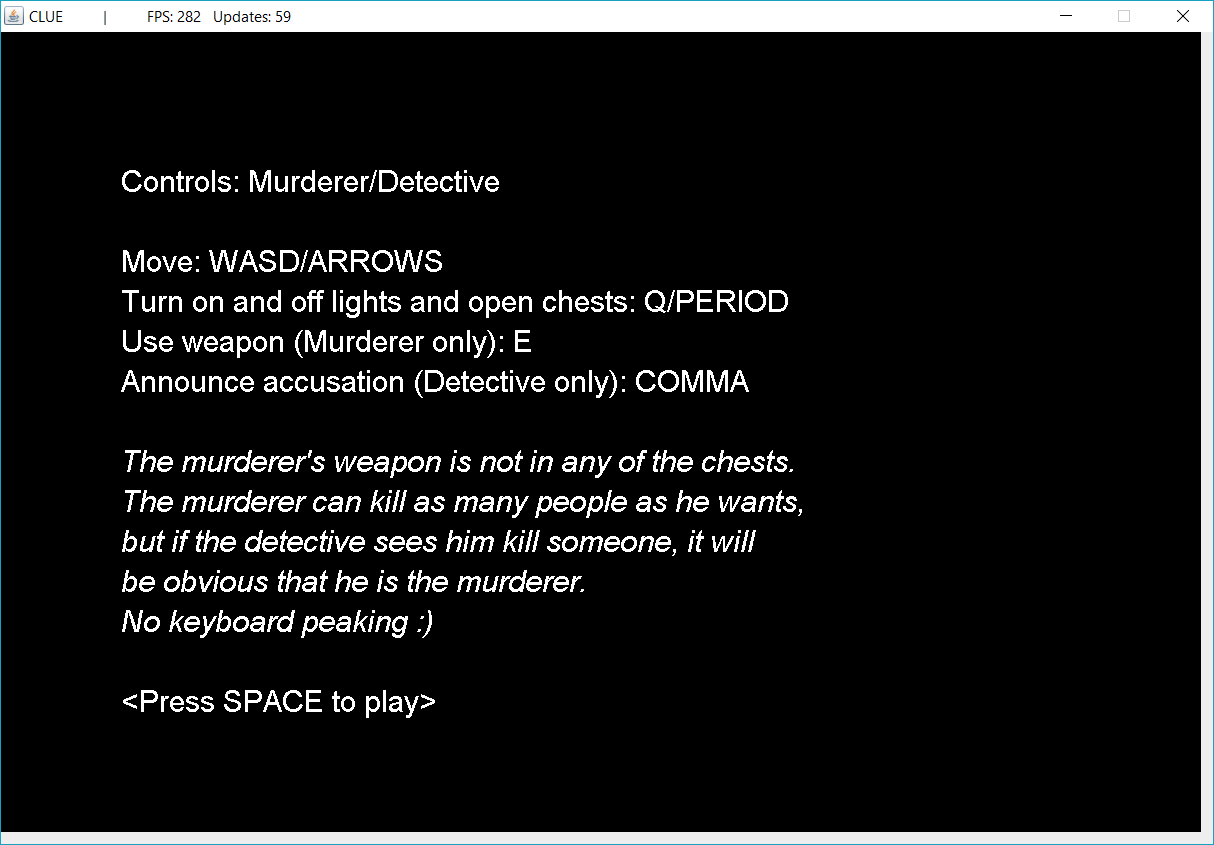 CLUE | FPS: 282 Updates: 59
Controls: Murderer/Detective
Move: WASD/ARROWS
Turn on and off lights and open chests: Q/PERIOD
Use weapon (Murderer only): E
Announce accusation (Detective only): COMMA
The murderer's weapon is not in any of the chests.
The murderer can kill as many people as he wants,
but if the detective sees him kill someone, it will
be obvious that he is the murderer.
No keyboard peaking :)
<Press SPACE to play>